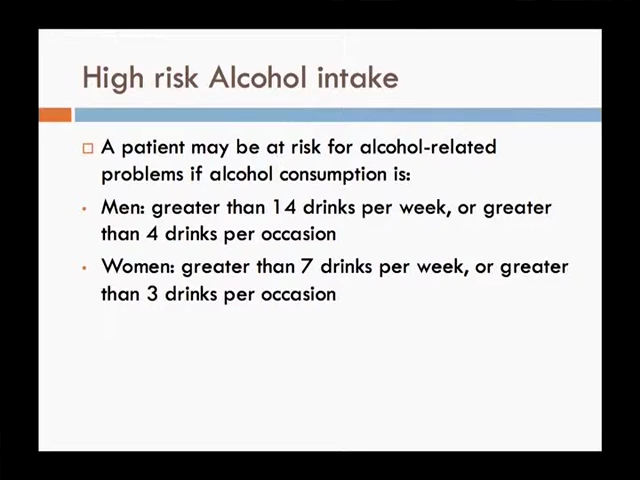 High risk Alcohol intake
A patient may be at risk for alcohol-related
problems if alcohol consumption is:
• Men: greater than 14 drinks per week, or greater
than 4 drinks per occasion
• Women: greater than 7 drinks per week, or greater
than 3 drinks per occasion